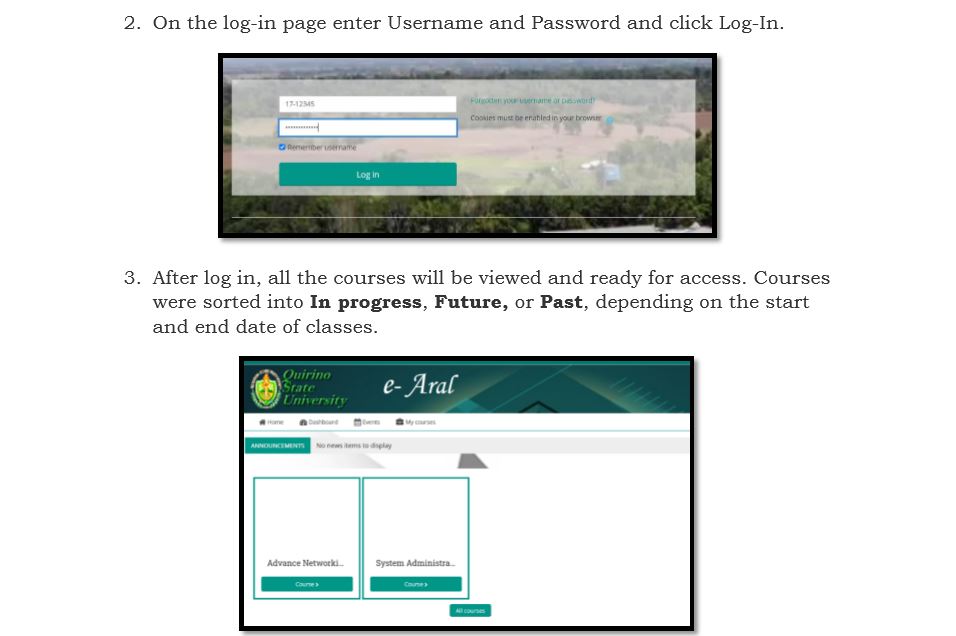 2. On the log-in page enter Username and Password and click Log-In.
17-12345
Forgotten your username or password?
Cookies must be enabled in your browser
Remember username
Log in
3. After log in, all the courses will be viewed and ready for access. Courses
were sorted into In progress, Future, or Past, depending on the start
and end date of classes.
Quirino
State
University
e- Aral
Home Dashboard Events My courses
ANNOUNCEMENTS No news items to display
Advance Networki... System Administra...
Course > Course >
All courses